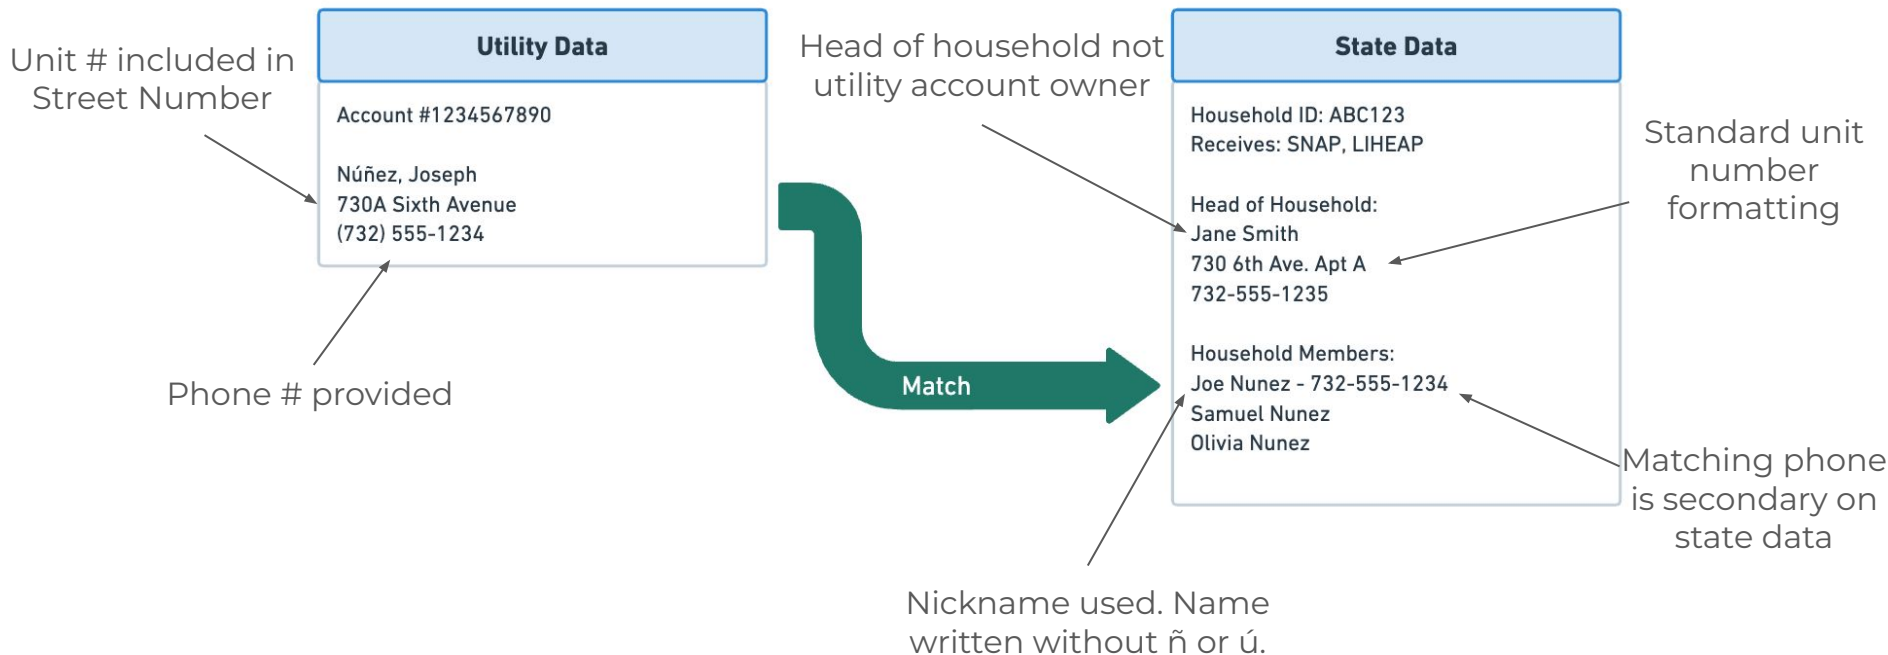 Unit # included in
Street Number
Utility Data
Account #1234567890
Núñez, Joseph
730A Sixth Avenue
(732) 555-1234
Phone # provided
Match
Head of household not
utility account owner
State Data
Household ID: ABC123
Receives: SNAP, LIHEAP
Head of Household:
Jane Smith
730 6th Ave. Apt A
732-555-1235
Household Members:
Joe Nunez - 732-555-1234
Samuel Nunez
Olivia Nunez
Standard unit
number
formatting
Matching phone
is secondary on
state data
Nickname used. Name
written without ñ or ú.